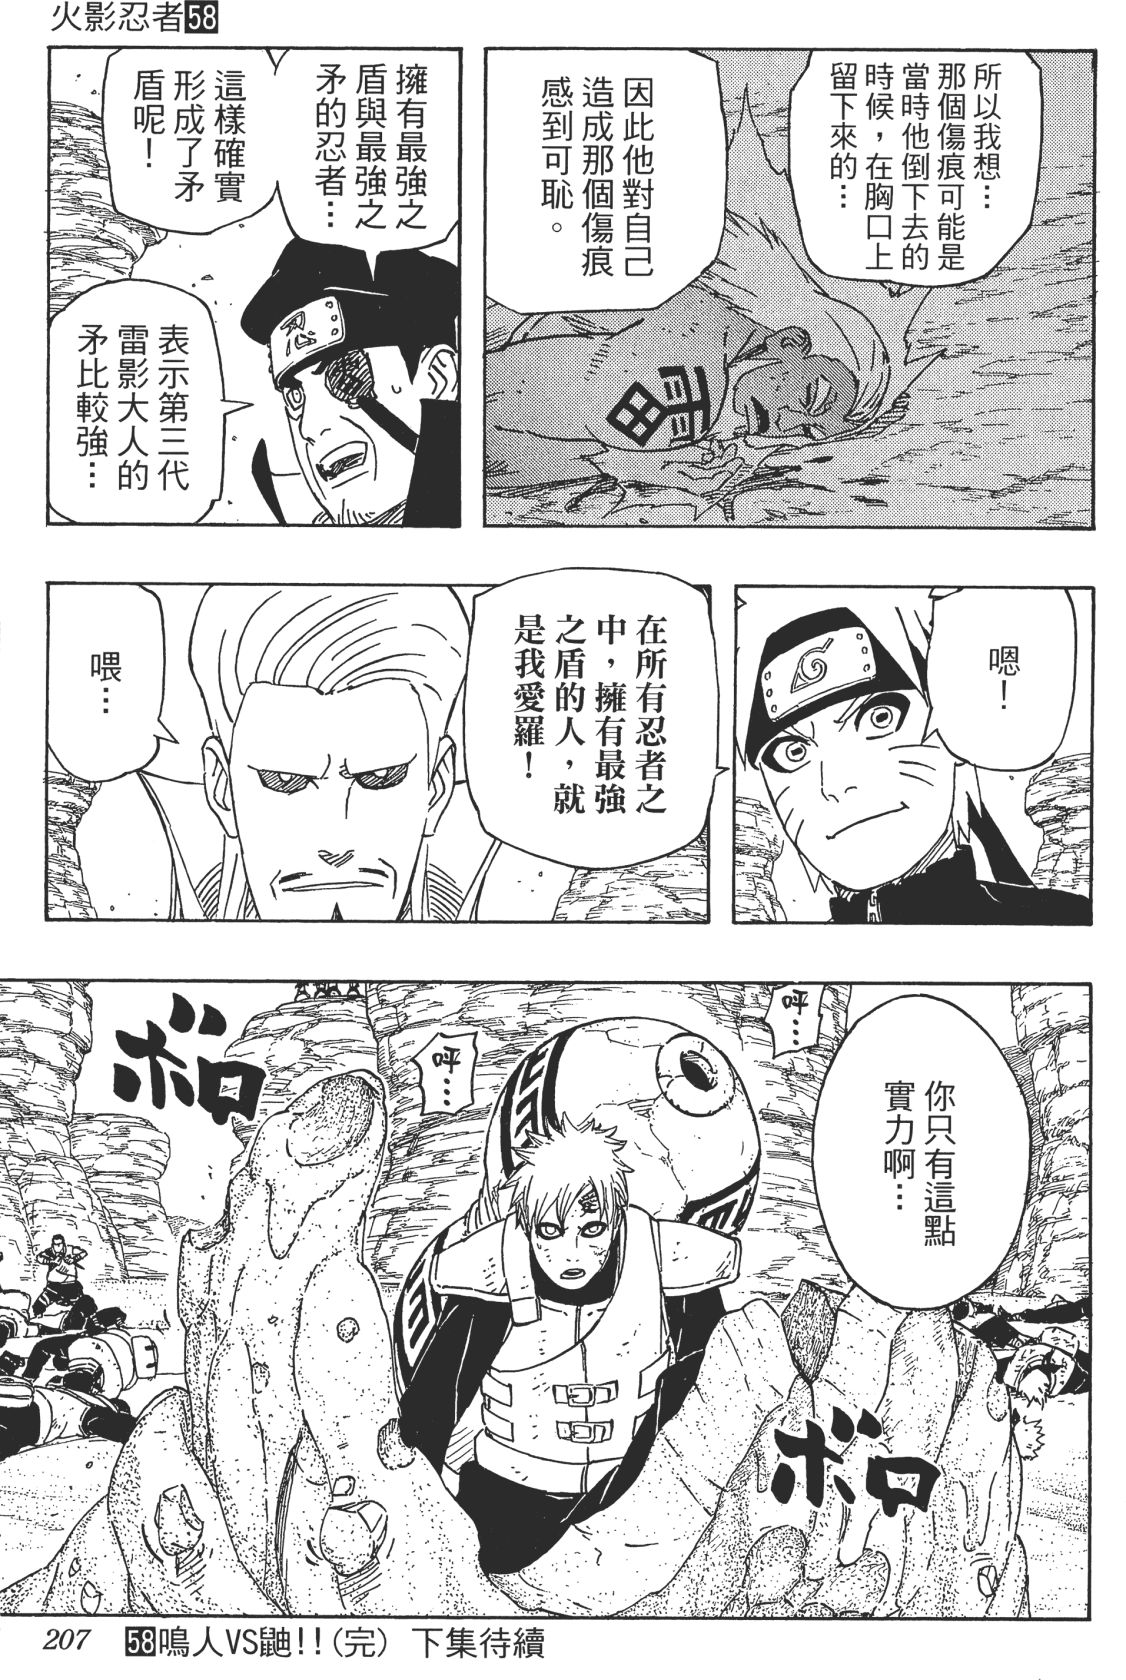 火影忍者58
所以我想…
那個傷痕可能是
當時他倒下去的
時候，在胸口上
留下來的…
因此他對自己
造成那個傷痕
感到可恥。
擁有最強之
盾與最強之
矛的忍者…
這樣確實
形成了矛
盾呢！
表示第三代
雷影大人的
矛比較強…
嗯！
在所有忍者之
中，擁有最強
之盾的人，就
是我愛羅！
喂…
你只有這點
實力啊…
呼…
呼…
ボロ
ボロ
207
58鳴人VS鼬!!(完) 下集待續